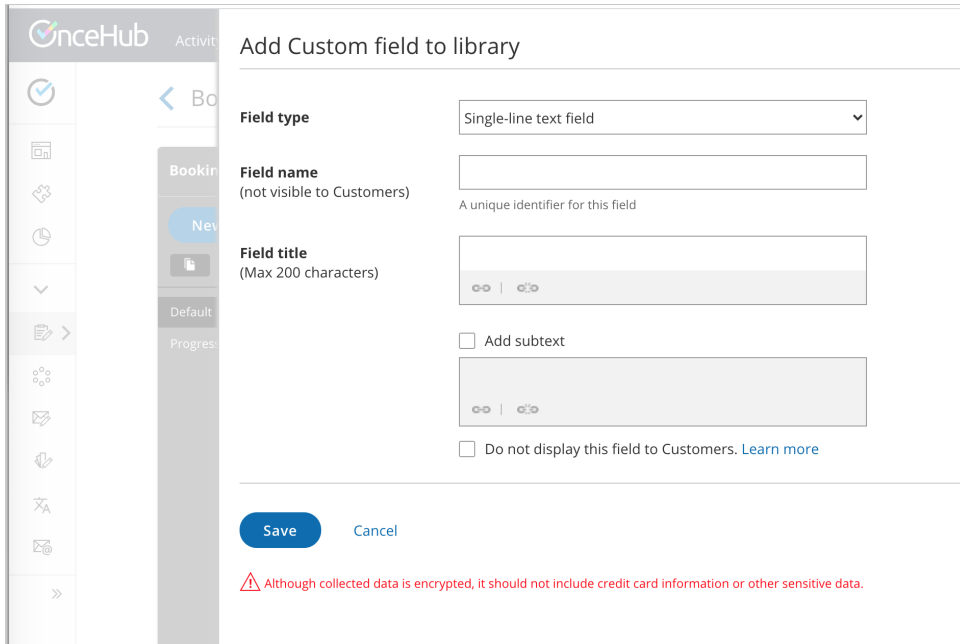 OnceHub
Activit
Add Custom field to library
Bo
Field type
Single-line text field
Bookin
Field name
(not visible to Customers)
A unique identifier for this field
New
Field title
(Max 200 characters)
Default
Progres
Add subtext
Do not display this field to Customers. Learn more
Save
Cancel
Although collected data is encrypted, it should not include credit card information or other sensitive data.